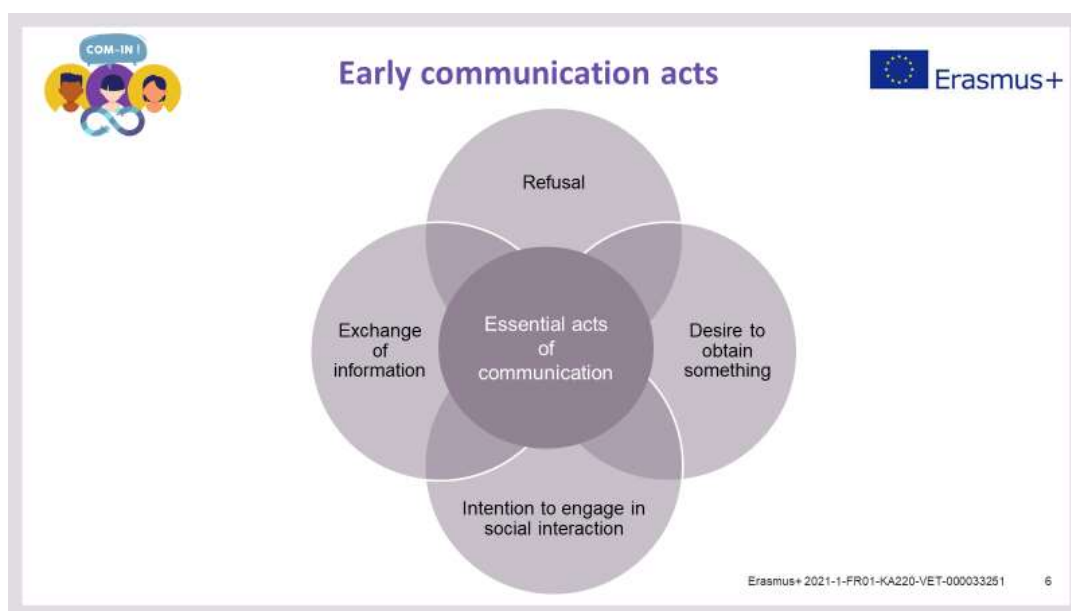 COM-IN !
Early communication acts
Erasmus+
Refusal
Exchange
of
information
Essential acts
of
communication
Desire to
obtain
something
Intention to engage in
social interaction
Erasmus+ 2021-1-FR01-KA220-VET-000033251
6